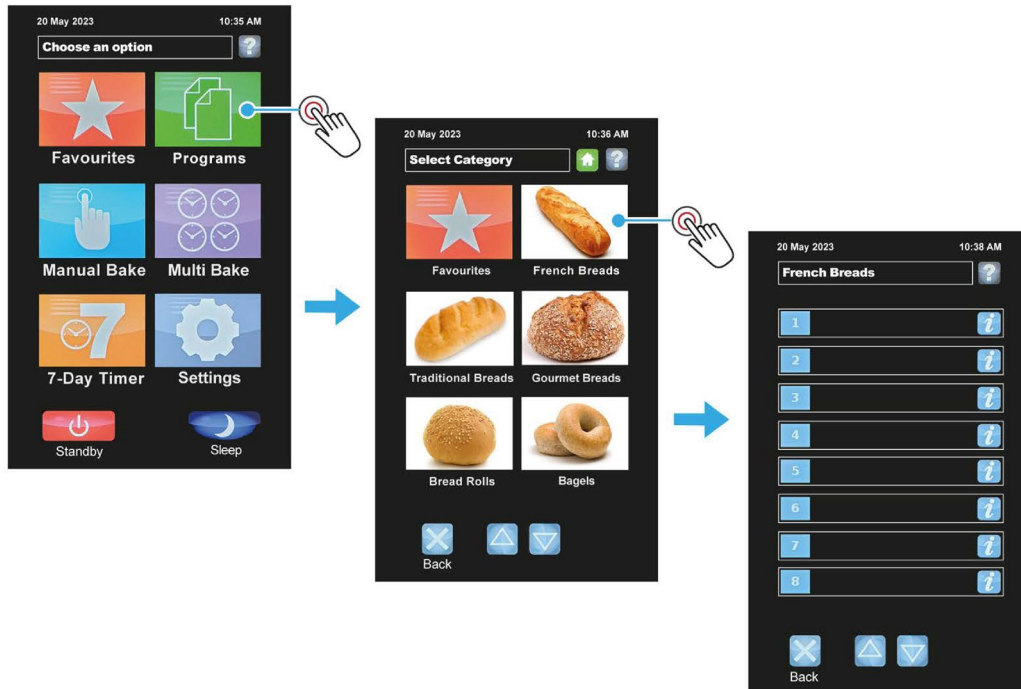 20 May 2023 10:35 AM
Choose an option ?
Favourites Programs
Manual Bake Multi Bake
7
7-Day Timer Settings
Standby Sleep
20 May 2023 10:36 AM
Select Category ?
Favourites French Breads
Traditional Breads Gourmet Breads
Bread Rolls Bagels
Back
20 May 2023 10:38 AM
French Breads ?
1 i
2 i
3 i
4 i
5 i
6 i
7 i
8 i
Back